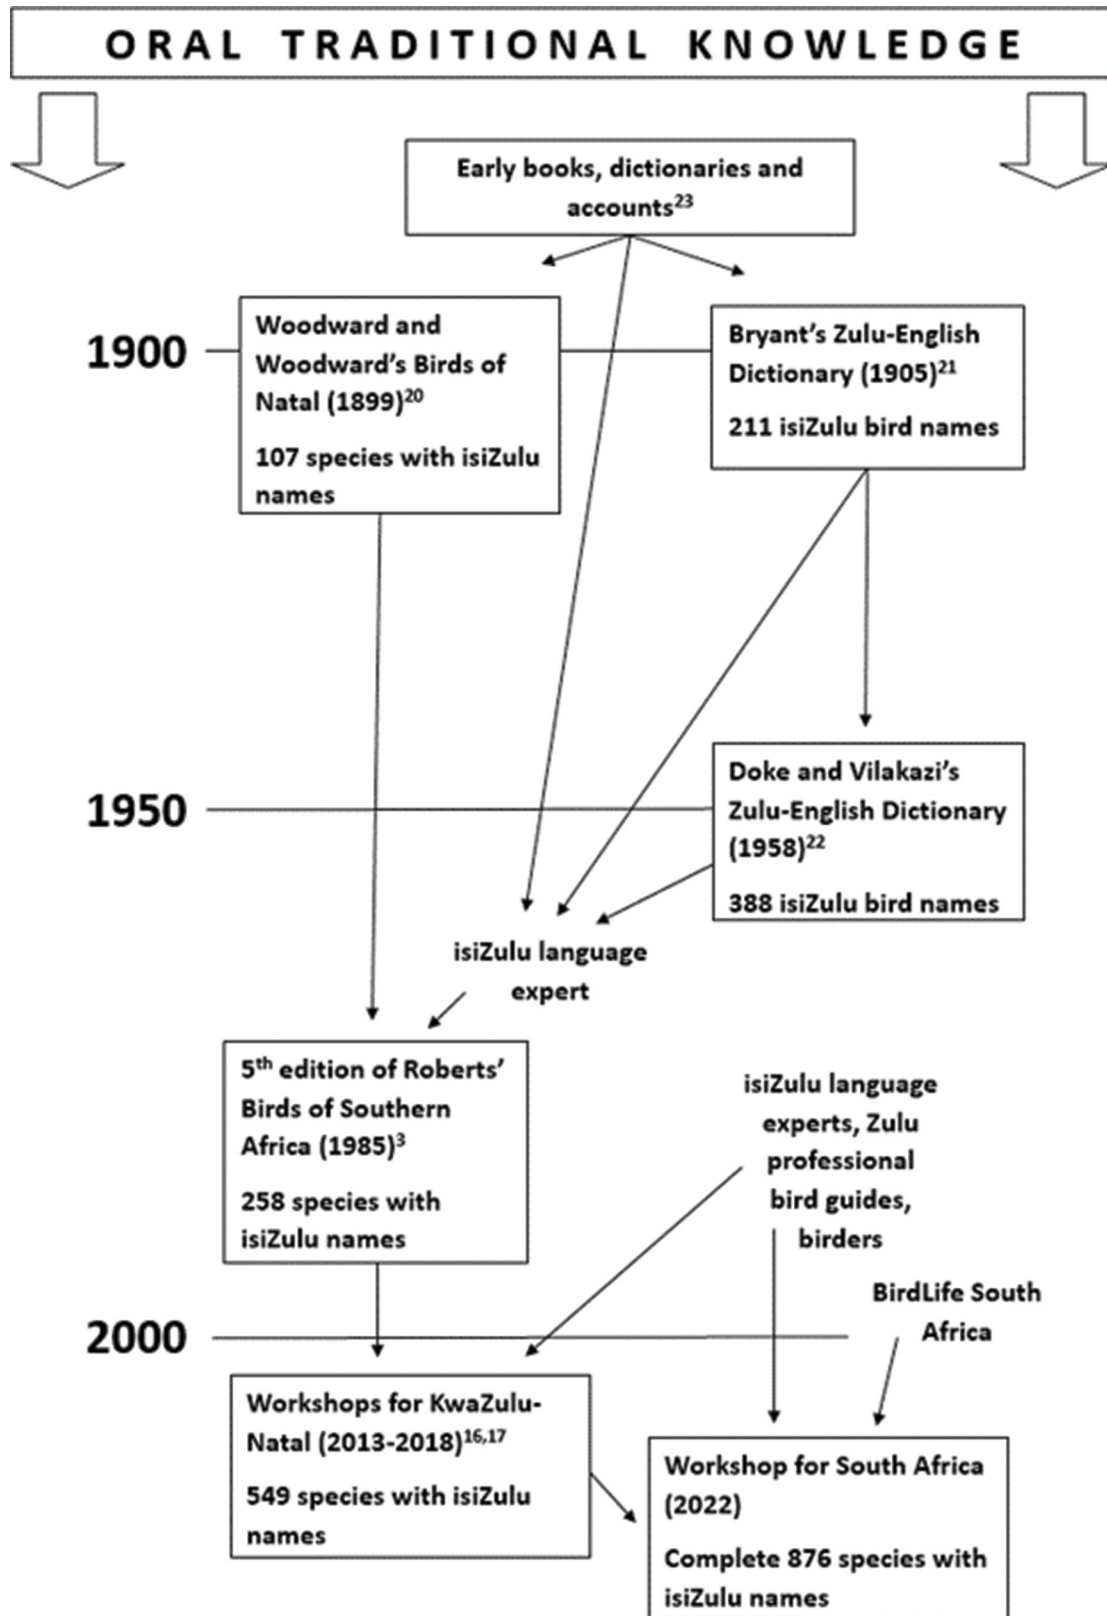 ORAL TRADITIONAL KNOWLEDGE
Early books, dictionaries and
accounts23
1900
Woodward and
Woodward's Birds of
Natal (1899)20
107 species with isiZulu
names
Bryant's Zulu-English
Dictionary (1905)21
211 isiZulu bird names
1950
Doke and Vilakazi's
Zulu-English Dictionary
(1958)22
388 isiZulu bird names
isiZulu language
expert
5th edition of Roberts'
Birds of Southern
Africa (1985)3
258 species with
isiZulu names
isiZulu language
experts, Zulu
professional
bird guides,
birders
BirdLife South
Africa
2000
Workshops for KwaZulu-
Natal (2013-2018)16,17
549 species with isiZulu
names
Workshop for South Africa
(2022)
Complete 876 species with
isiZulu names